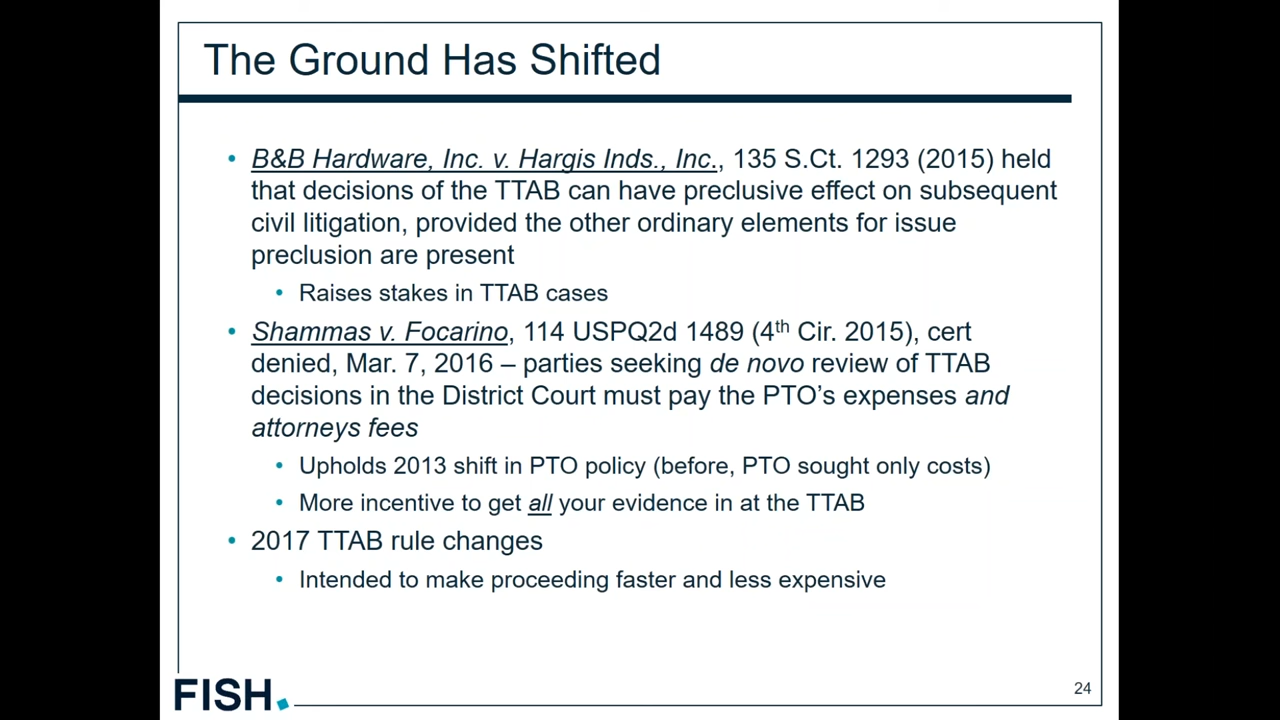 The Ground Has Shifted
• B&B Hardware, Inc. v. Hargis Inds., Inc., 135 S.Ct. 1293 (2015) held
that decisions of the TTAB can have preclusive effect on subsequent
civil litigation, provided the other ordinary elements for issue
preclusion are present
• Raises stakes in TTAB cases
• Shammas v. Focarino, 114 USPQ2d 1489 (4th Cir. 2015), cert
denied, Mar. 7, 2016 – parties seeking de novo review of TTAB
decisions in the District Court must pay the PTO’s expenses and
attorneys fees
• Upholds 2013 shift in PTO policy (before, PTO sought only costs)
• More incentive to get all your evidence in at the TTAB
• 2017 TTAB rule changes
• Intended to make proceeding faster and less expensive
FISH.
24